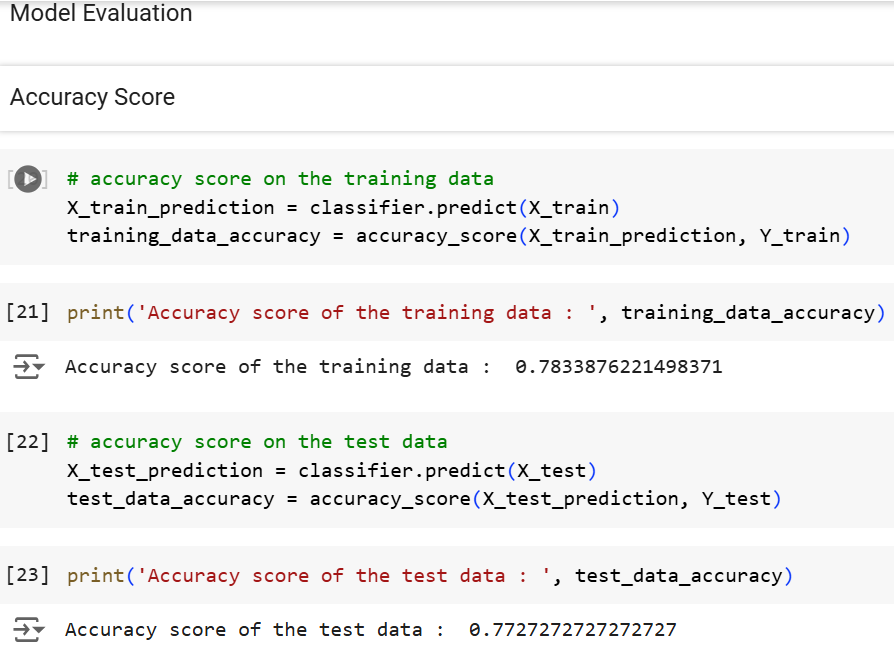 Model Evaluation
Accuracy Score
[ ] # accuracy score on the training data
X_train_prediction = classifier.predict(X_train)
training_data_accuracy = accuracy_score(X_train_prediction, Y_train)
[21] print('Accuracy score of the training data : ', training_data_accuracy)
Accuracy score of the training data :  0.7833876221498371
[22] # accuracy score on the test data
X_test_prediction = classifier.predict(X_test)
test_data_accuracy = accuracy_score(X_test_prediction, Y_test)
[23] print('Accuracy score of the test data : ', test_data_accuracy)
Accuracy score of the test data :  0.7727272727272727